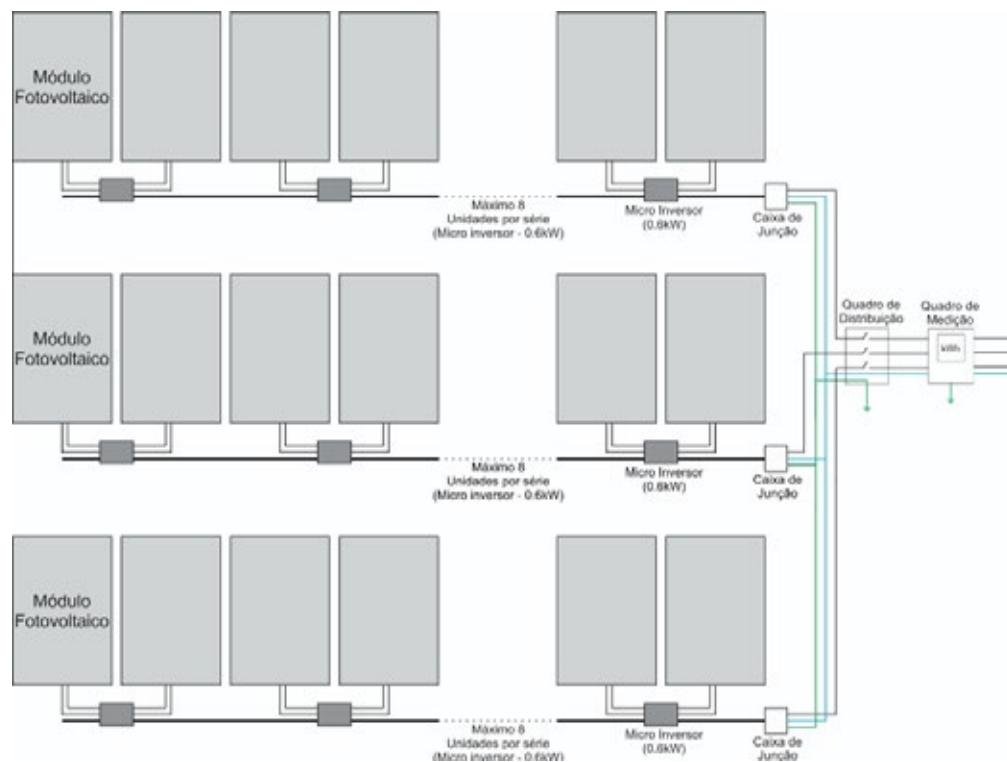 Módulo
Fotovoltaico
Máximo 8
Unidades por série
(Micro inversor - 0.6kW)
Micro Inversor
(0.6kW)
Caixa de
Junção
Quadro de
Distribuição
Quadro de
Medição
kWh
Módulo
Fotovoltaico
Máximo 8
Unidades por série
(Micro inversor - 0.6kW)
Micro Inversor
(0.6kW)
Caixa de
Junção
Módulo
Fotovoltaico
Máximo 8
Unidades por série
(Micro inversor - 0.6kW)
Micro Inversor
(0.6kW)
Caixa de
Junção